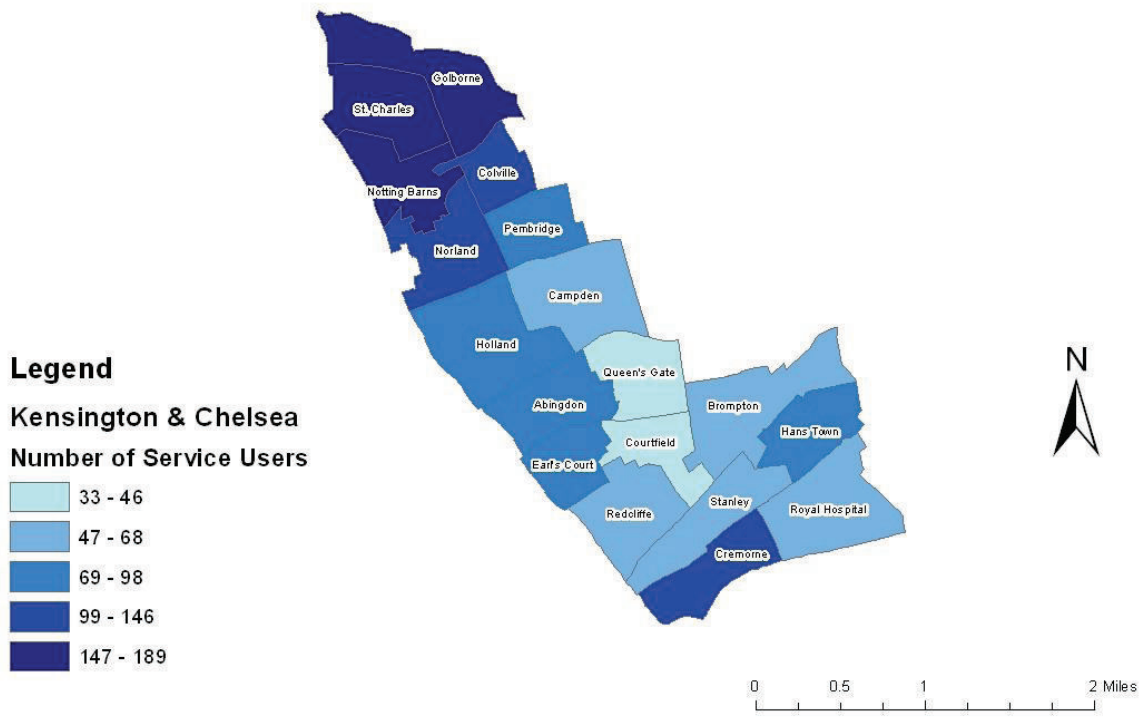 Golborne
St. Charles
Colville
Notting Barns
Pembridge
Norland
Campden
Holland
Queen's Gate
Abingdon
Brompton
Hans Town
Courtfield
Earl's Court
Stanley
Redcliffe
Royal Hospital
Cremorne
Legend
Kensington & Chelsea
Number of Service Users
33 - 46
47 - 68
69 - 98
99 - 146
147 - 189
N
0 0.5 1 2 Miles